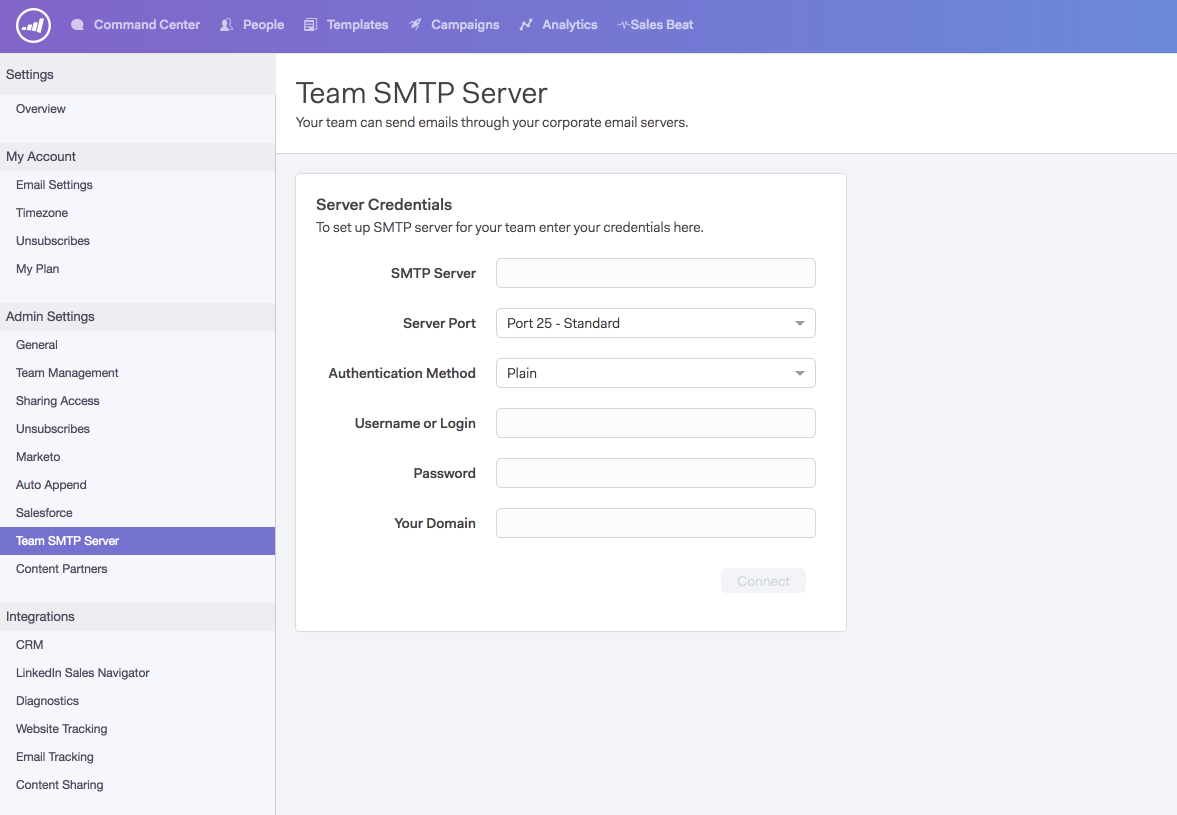 Command Center People Templates Campaigns Analytics Sales Beat
Settings
Overview
My Account
Email Settings
Timezone
Unsubscribes
My Plan
Admin Settings
General
Team Management
Sharing Access
Unsubscribes
Marketo
Auto Append
Salesforce
Team SMTP Server
Content Partners
Integrations
CRM
LinkedIn Sales Navigator
Diagnostics
Website Tracking
Email Tracking
Content Sharing
Team SMTP Server
Your team can send emails through your corporate email servers.
Server Credentials
To set up SMTP server for your team enter your credentials here.
SMTP Server
Server Port Port 25 - Standard
Authentication Method Plain
Username or Login
Password
Your Domain
Connect